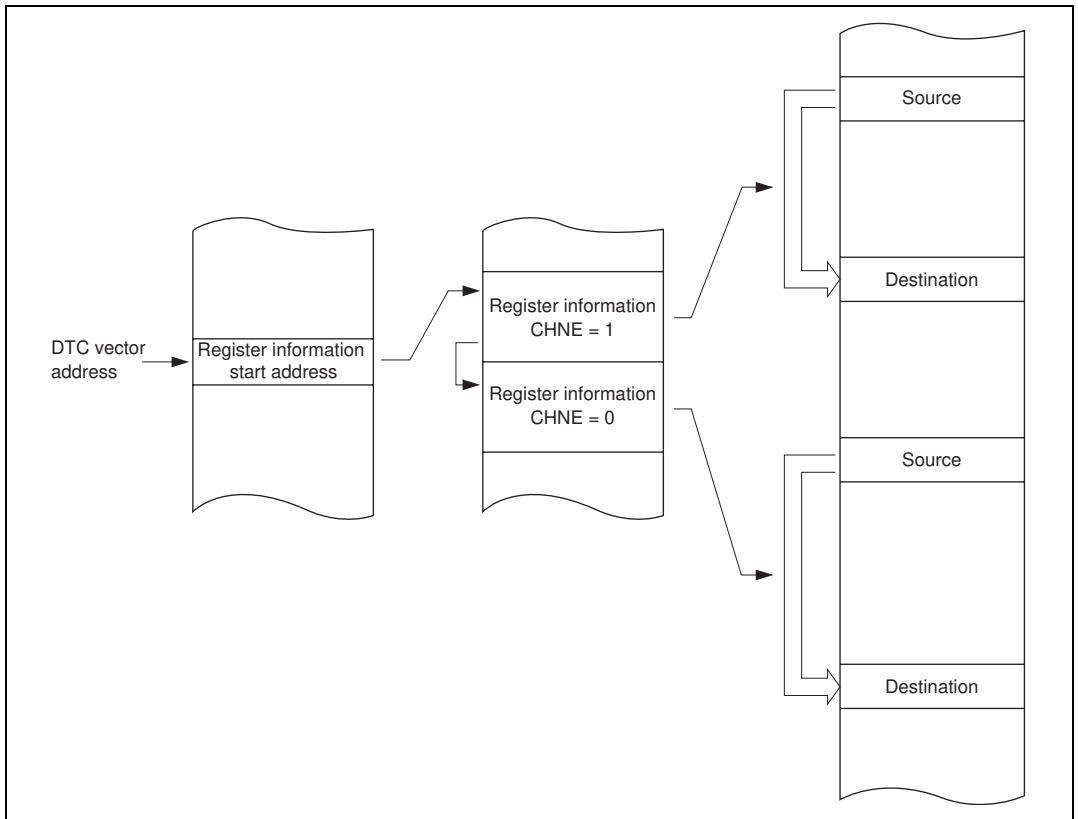 DTC vector
address
Register information
start address
Register information
CHNE = 1
Register information
CHNE = 0
Source
Destination
Source
Destination